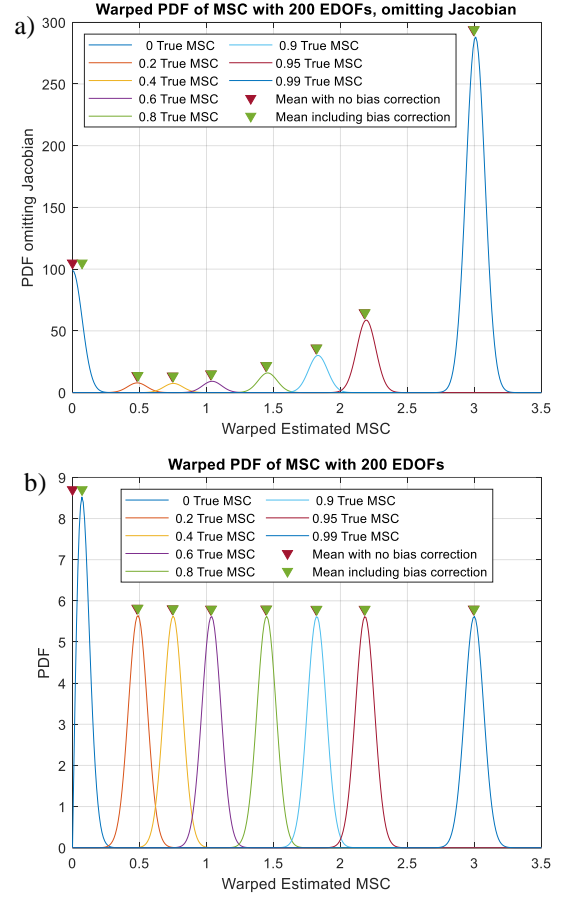 a)
Warped PDF of MSC with 200 EDOFs, omitting Jacobian
300
250
200
150
100
50
0
PDF omitting Jacobian
0 True MSC
0.2 True MSC
0.4 True MSC
0.6 True MSC
0.8 True MSC
0.9 True MSC
0.95 True MSC
0.99 True MSC
Mean with no bias correction
Mean including bias correction
0 0.5 1 1.5 2 2.5 3 3.5
Warped Estimated MSC
b)
Warped PDF of MSC with 200 EDOFs
9
8
7
6
5
4
3
2
1
0
PDF
0 True MSC
0.2 True MSC
0.4 True MSC
0.6 True MSC
0.8 True MSC
0.9 True MSC
0.95 True MSC
0.99 True MSC
Mean with no bias correction
Mean including bias correction
0 0.5 1 1.5 2 2.5 3 3.5
Warped Estimated MSC